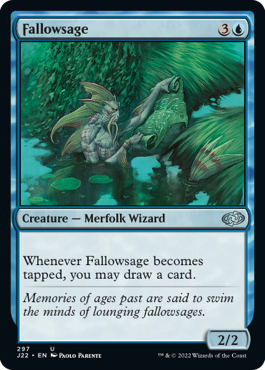 Fallowsage 3
Creature — Merfolk Wizard
Whenever Fallowsage becomes
tapped, you may draw a card.
Memories of ages past are said to swim
the minds of lounging fallowsages.
2/2
297 U
J22 • EN Paolo Parente
™ & © 2022 Wizards of the Coast